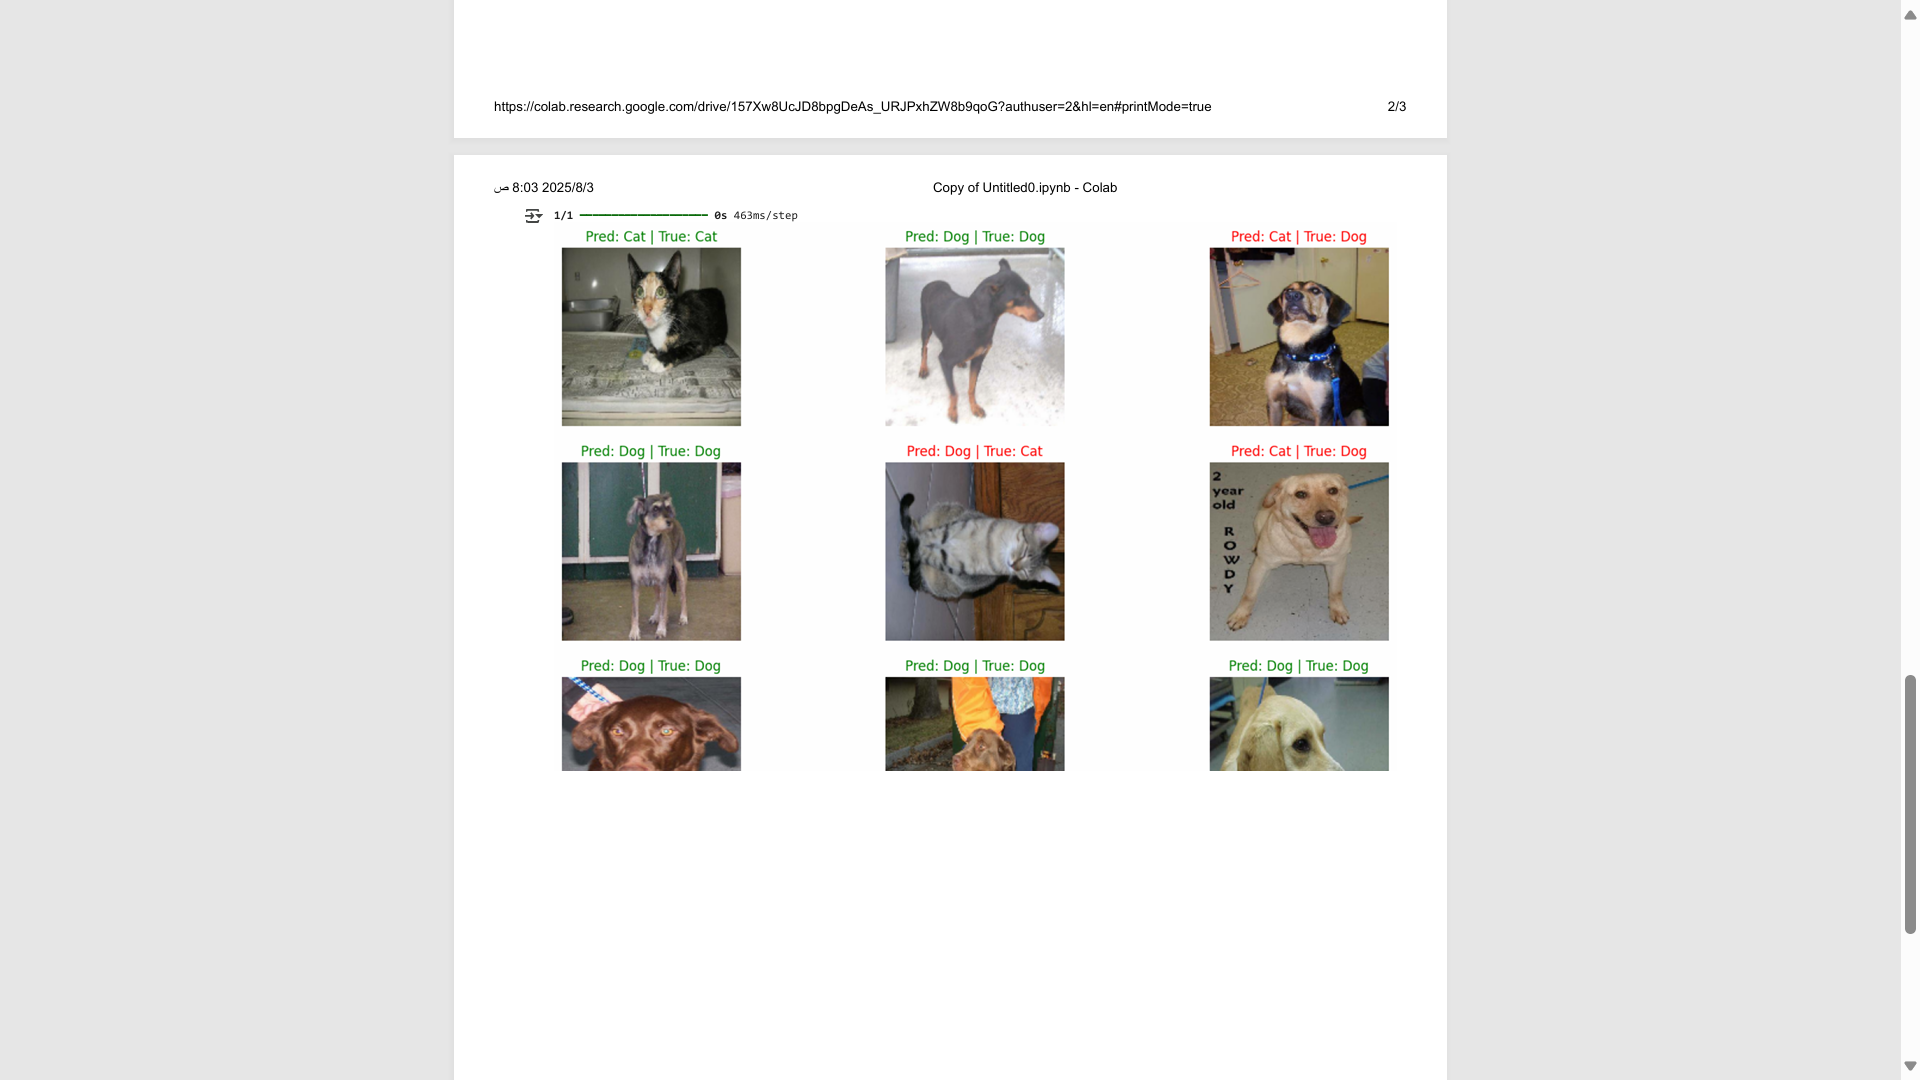 https://colab.research.google.com/drive/157Xw8UcJD8bpgDeAs_URJPxhZW8b9qoG?authuser=2&hl=en#printMode=true 2/3
8:03 2025/8/3 ص Copy of Untitled0.ipynb - Colab
1/1 0s 463ms/step
Pred: Cat | True: Cat Pred: Dog | True: Dog Pred: Cat | True: Dog
Pred: Dog | True: Dog Pred: Dog | True: Cat Pred: Cat | True: Dog
2
year
old
R
O
W
D
Y
Pred: Dog | True: Dog Pred: Dog | True: Dog Pred: Dog | True: Dog